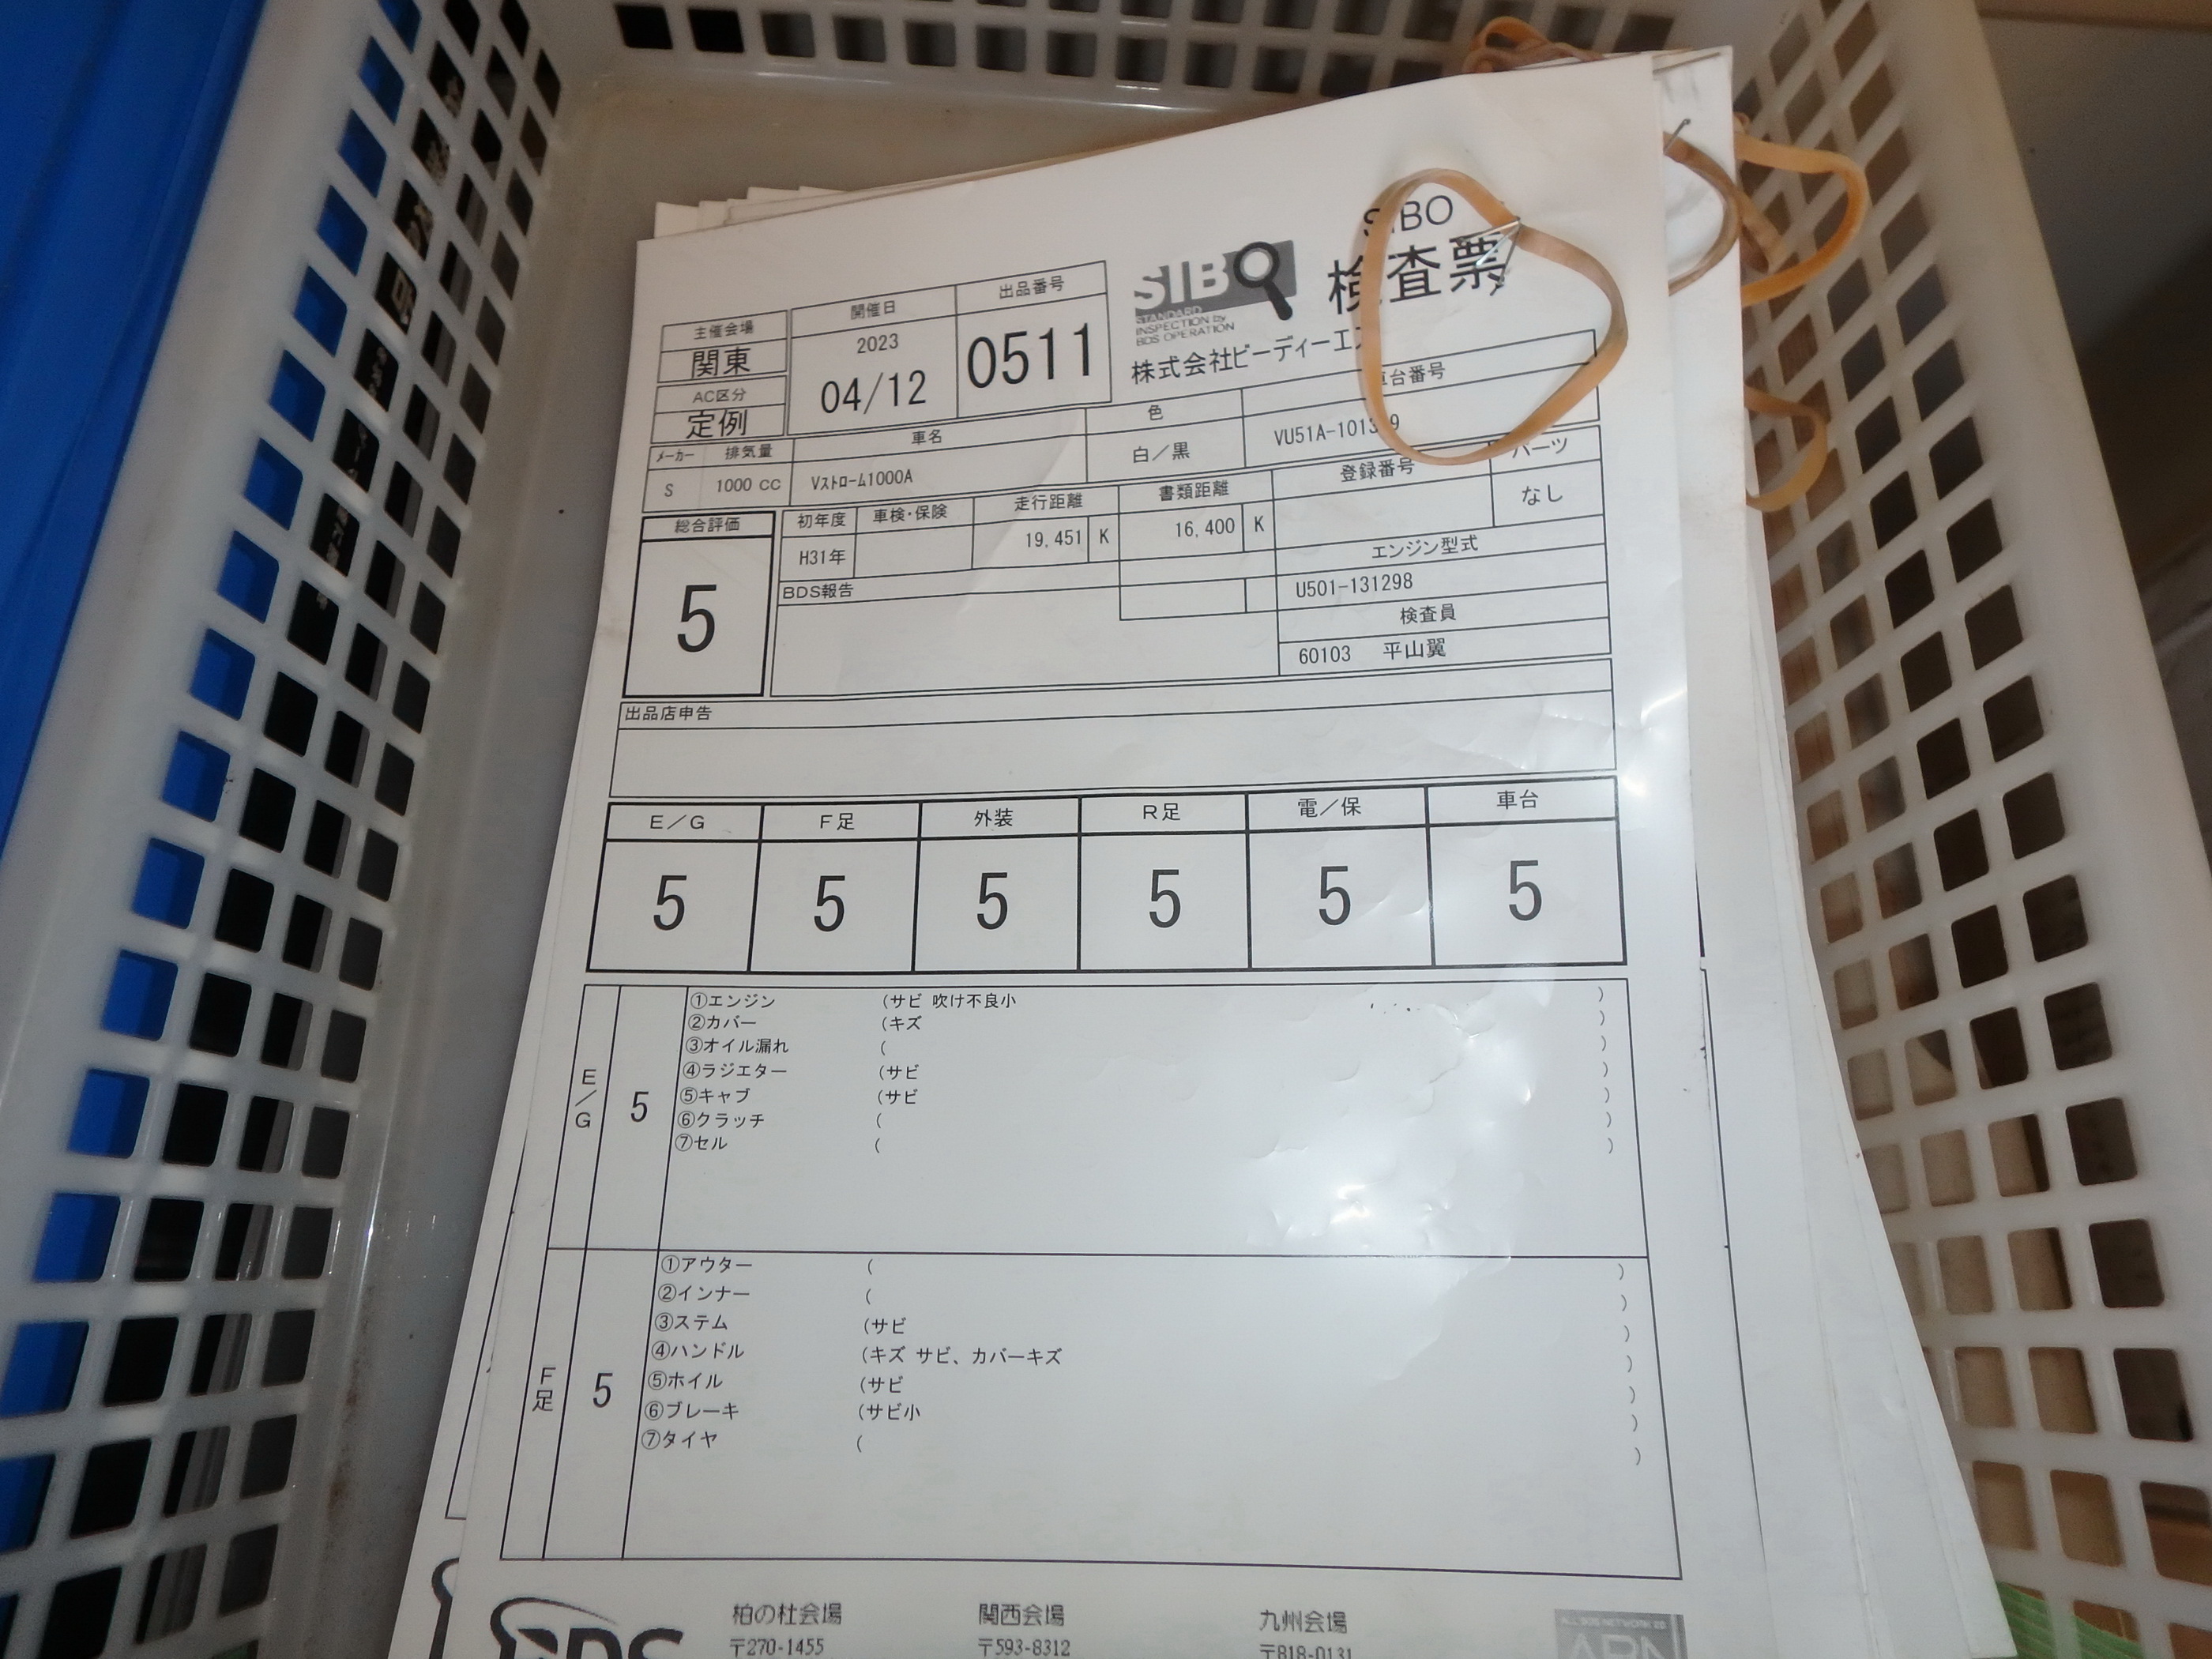 SIBO
検査票
STANDARD
INSPECTION by
BDS OPERATION
株式会社ビーディーエ
主催会場
関東
AC区分
定例
開催日
2023
04/12
出品番号
0511
メーカー 排気量 車名 色 車台番号
S 1000 CC Vストローム1000A 白／黒
総合評価
5
初年度 車検・保険 走行距離 書類距離 登録番号 パーツ
H31年 19,451 K 16,400 K なし
BDS報告
エンジン型式
U501-131298
検査員
60103 平山翼
出品店申告
E／G F足 外装 R足 電／保 車台
5 5 5 5 5 5
E／G 5
①エンジン (サビ 吹け不良小 )
②カバー (キズ )
③オイル漏れ ( )
④ラジエター (サビ )
⑤キャブ (サビ )
⑥クラッチ ( )
⑦セル ( )
F足 5
①アウター ( )
②インナー ( )
③ステム (サビ )
④ハンドル (キズ サビ、カバーキズ )
⑤ホイル (サビ )
⑥ブレーキ (サビ小 )
⑦タイヤ ( )
BDS
柏の杜会場 関西会場 九州会場
〒270-1455 〒593-8312 〒818-0131